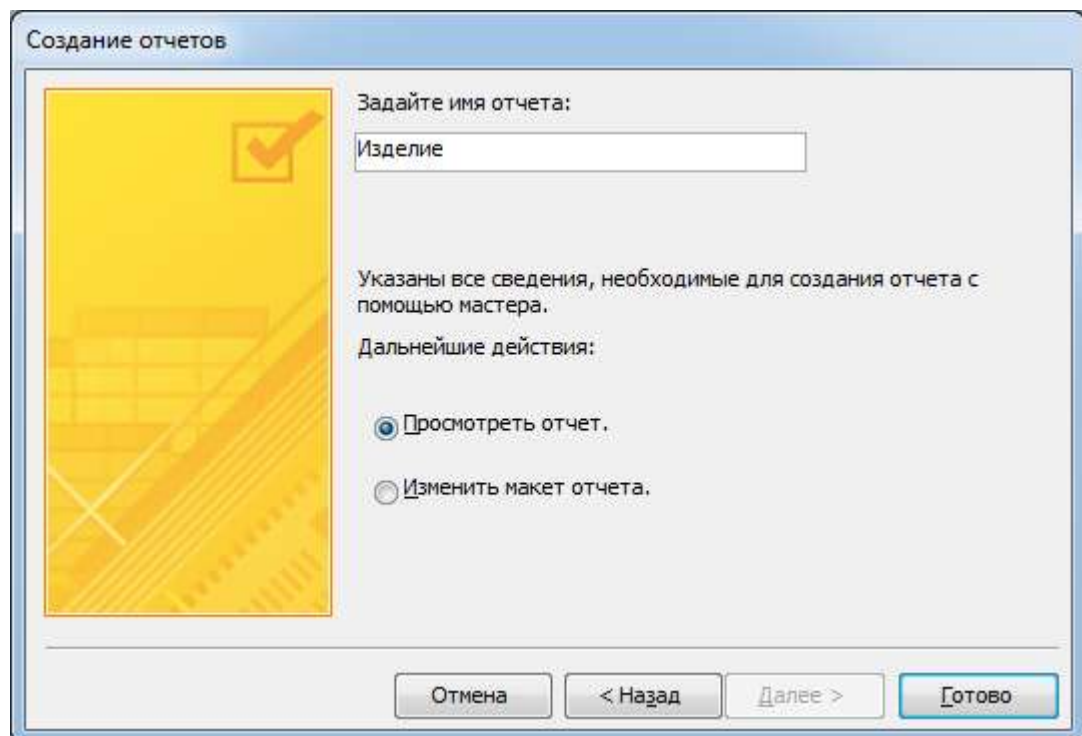 Создание отчетов
Задайте имя отчета:
Изделие
Указаны все сведения, необходимые для создания отчета с
помощью мастера.
Дальнейшие действия:
Просмотреть отчет.
Изменить макет отчета.
Отмена
< Назад
Далее >
Готово